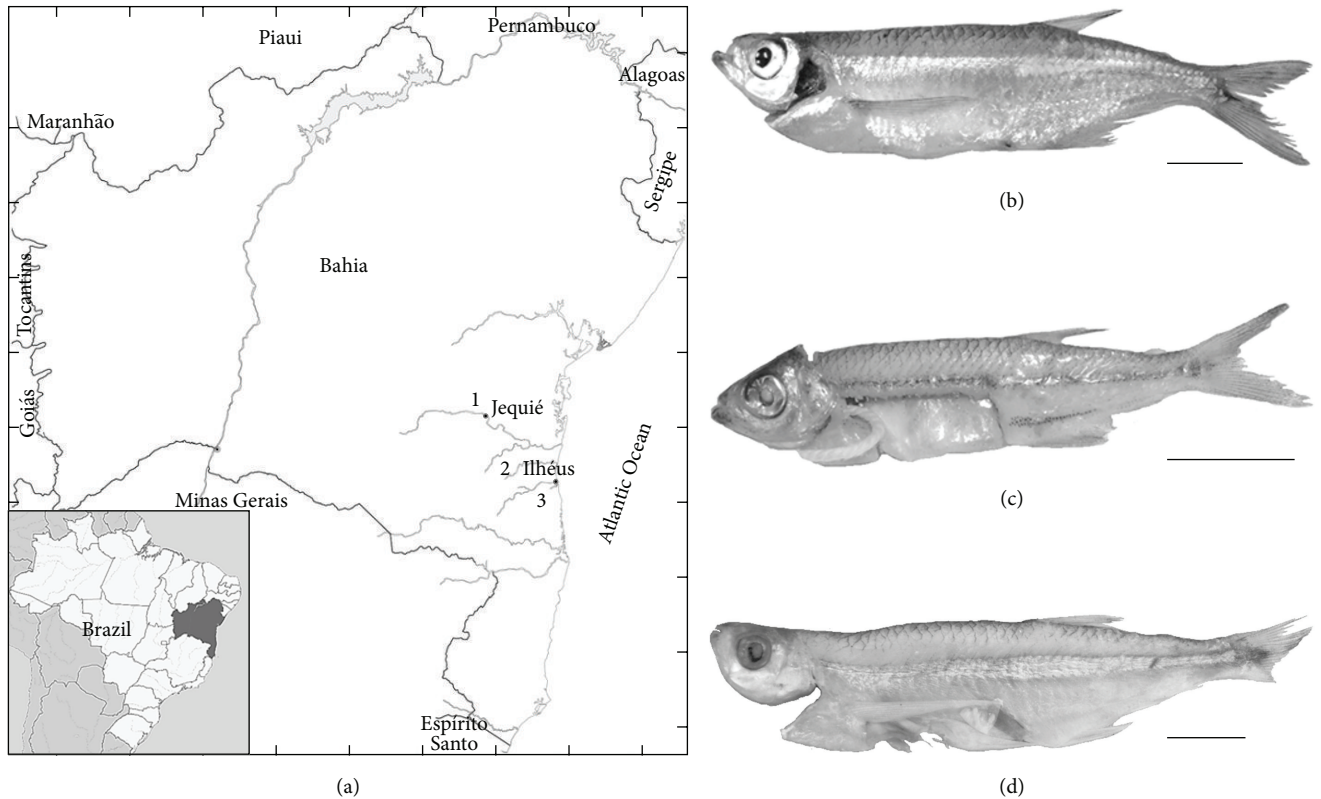 Piaui
Pernambuco
Alagoas
Maranhão
Sergipe
Bahia
Tocantins
Goiás
1 Jequié
2 Ilhéus
3
Atlantic Ocean
Minas Gerais
Brazil
Espírito
Santo
(a)
(b)
(c)
(d)